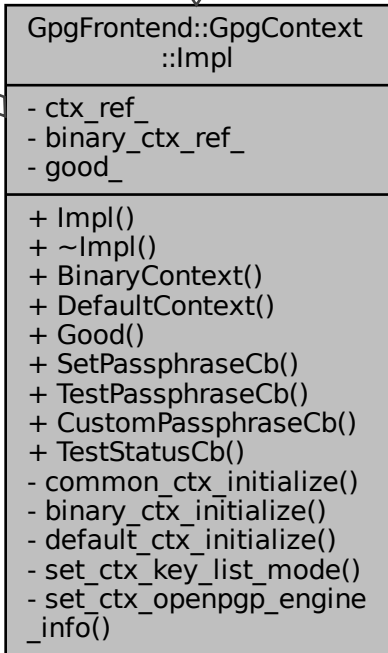 GpgFrontend::GpgContext
::Impl
- ctx_ref_
- binary_ctx_ref_
- good_
+ Impl()
+ ~Impl()
+ BinaryContext()
+ DefaultContext()
+ Good()
+ SetPassphraseCb()
+ TestPassphraseCb()
+ CustomPassphraseCb()
+ TestStatusCb()
- common_ctx_initialize()
- binary_ctx_initialize()
- default_ctx_initialize()
- set_ctx_key_list_mode()
- set_ctx_openpgp_engine
_info()